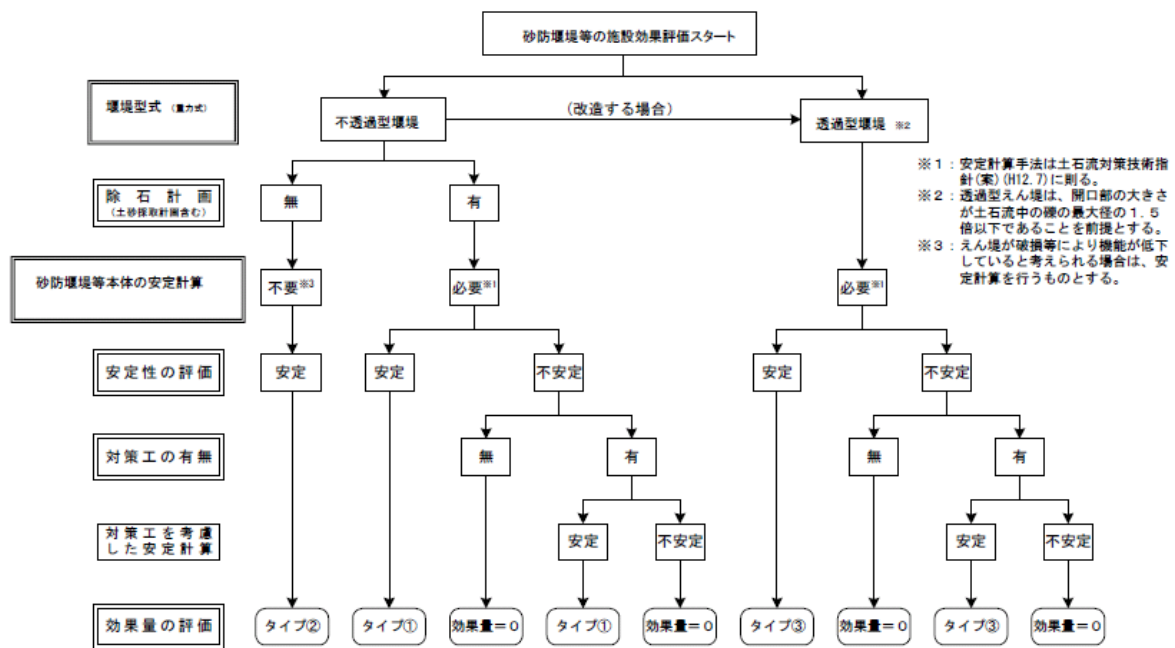 砂防堰堤等の施設効果評価スタート
堰堤型式 (重力式)
不透過型堰堤
(改造する場合)
透過型堰堤 ※2
※1：安定計算手法は土石流対策技術指
針(案)(H12.7)に則る。
※2：透過型えん堤は、開口部の大きさ
が土石流中の礫の最大径の1.5
倍以下であることを前提とする。
※3：えん堤が破損等により機能が低下
していると考えられる場合は、安
定計算を行うものとする。
除石計画
(土砂採取計画含む)
無
有
砂防堰堤等本体の安定計算
不要※3
必要※1
必要※1
安定性の評価
安定
安定
不安定
安定
不安定
対策工の有無
無
有
無
有
対策工を考慮
した安定計算
安定
不安定
安定
不安定
効果量の評価
タイプ②
タイプ①
効果量＝0
タイプ①
効果量＝0
タイプ③
効果量＝0
タイプ③
効果量＝0